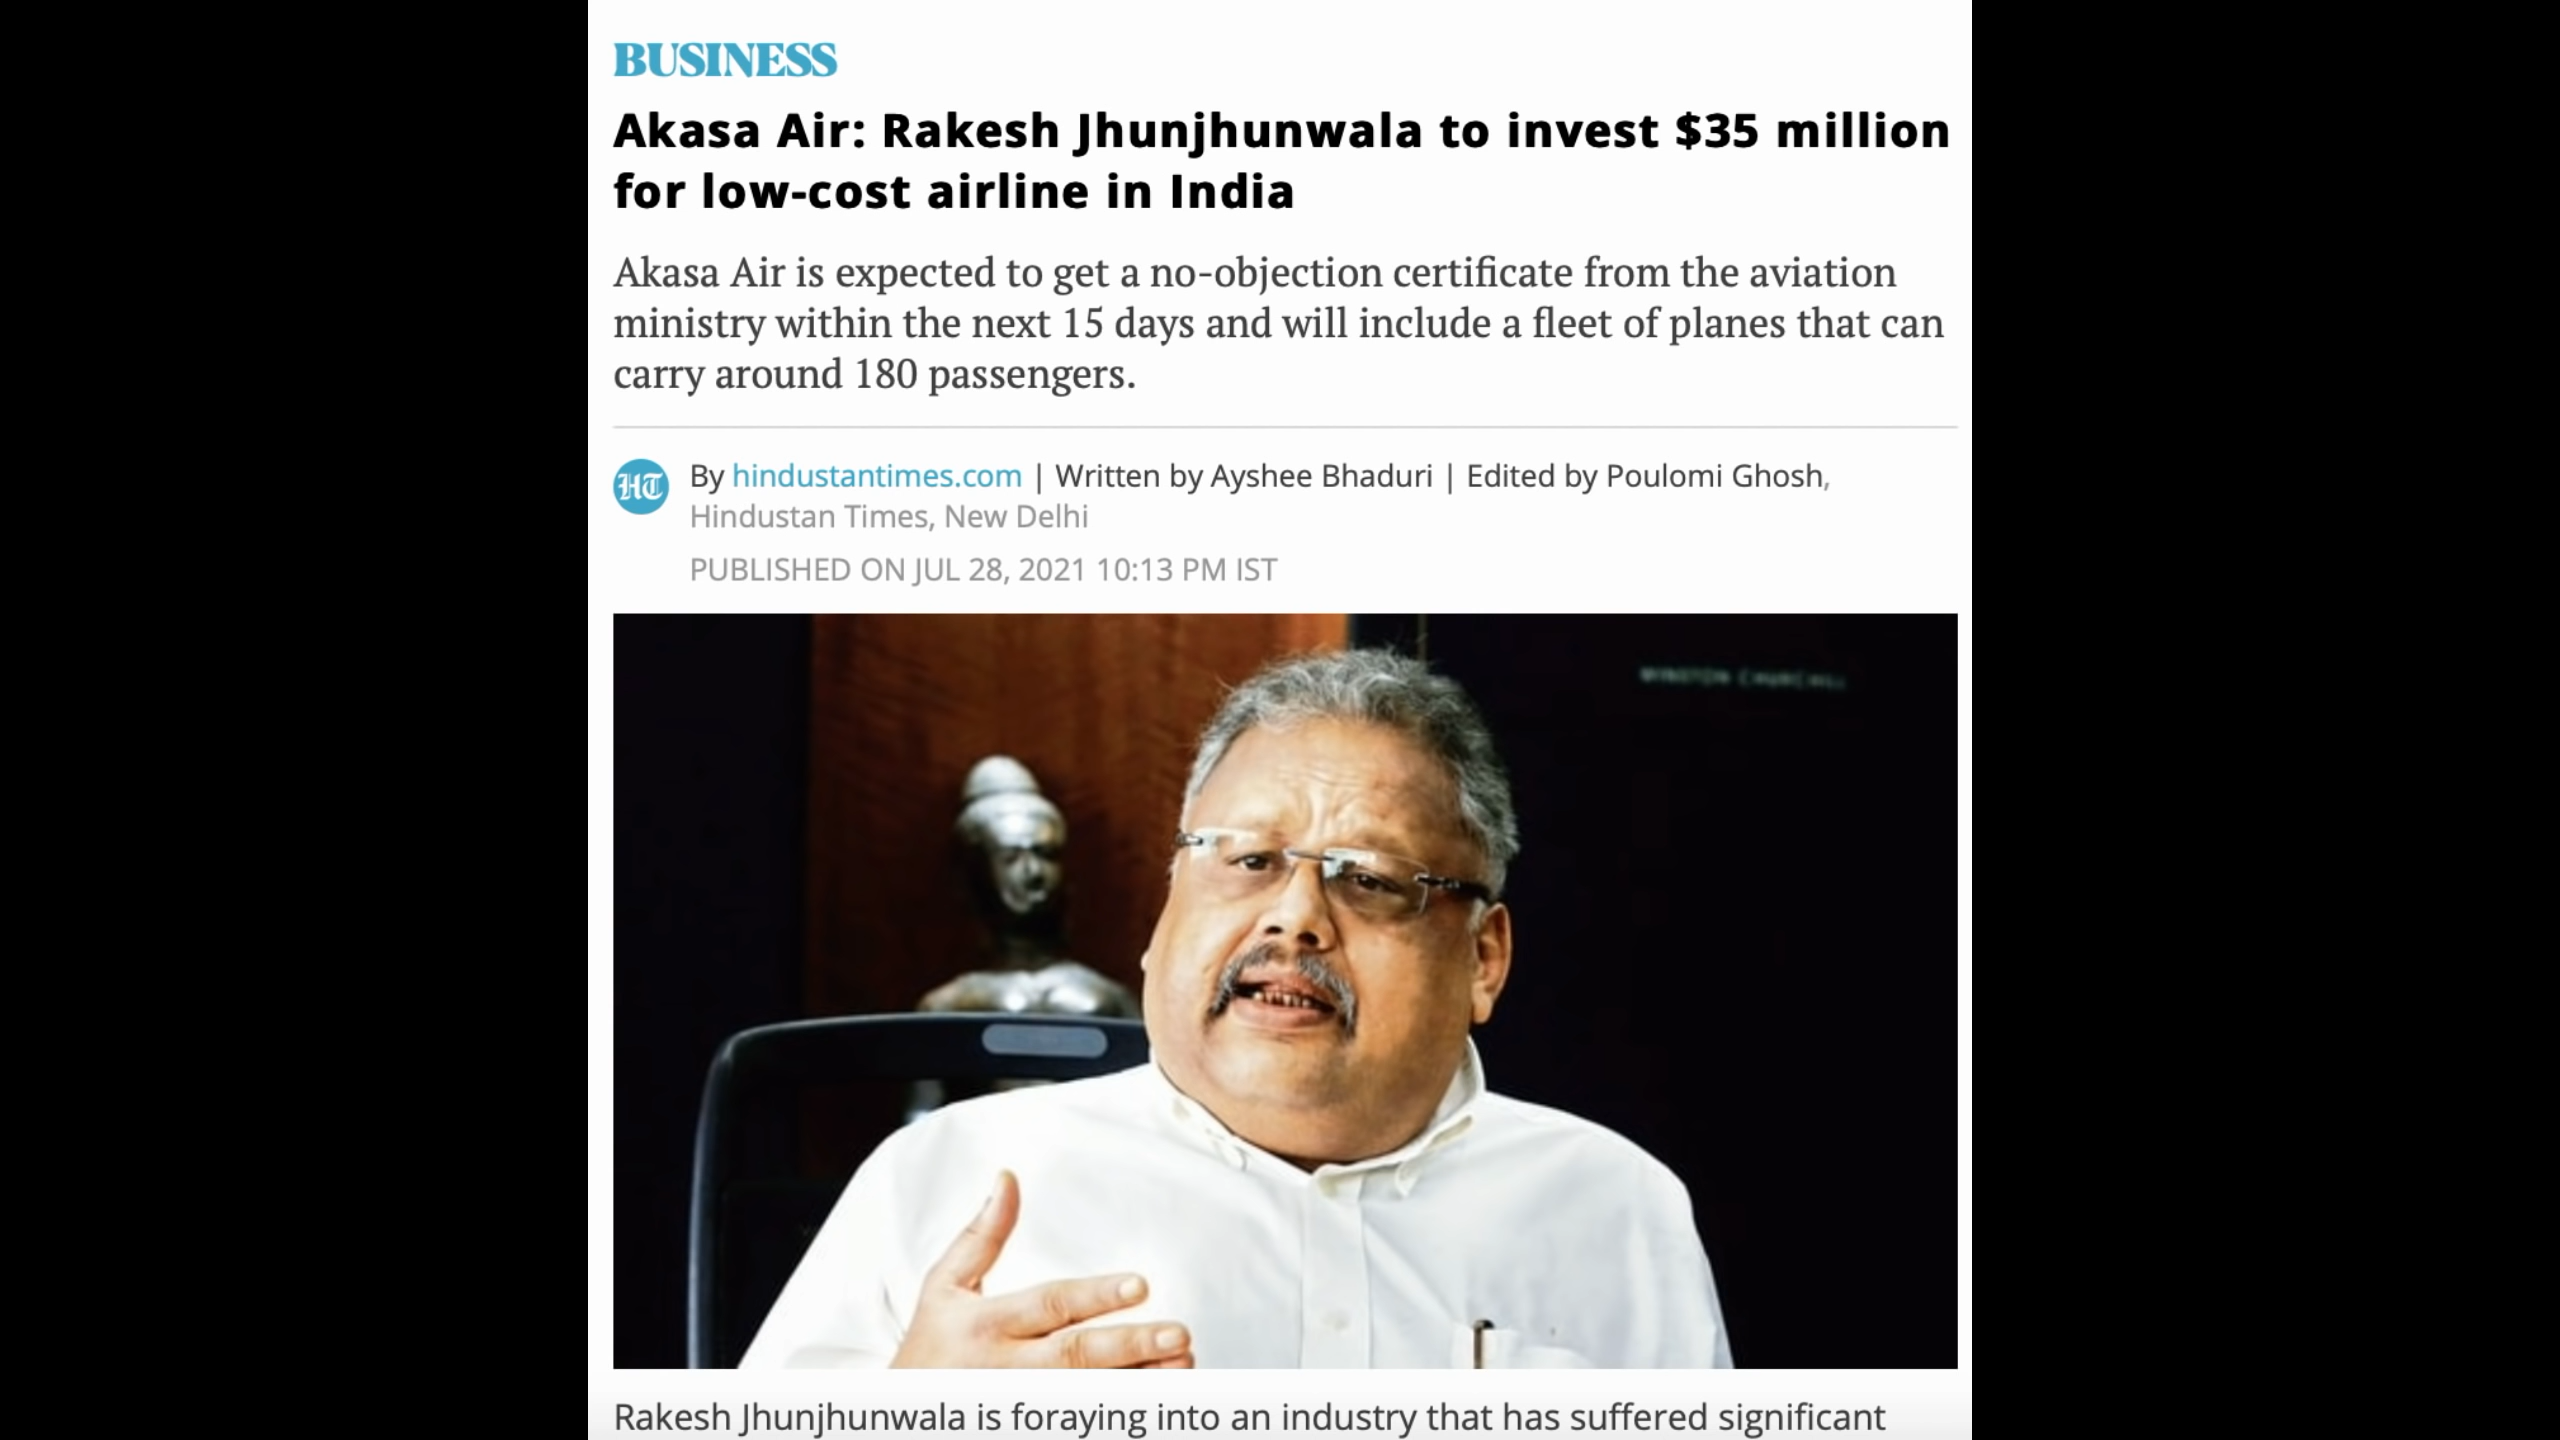 BUSINESS
Akasa Air: Rakesh Jhunjhunwala to invest $35 million
for low-cost airline in India
Akasa Air is expected to get a no-objection certificate from the aviation
ministry within the next 15 days and will include a fleet of planes that can
carry around 180 passengers.
HT
By hindustantimes.com | Written by Ayshee Bhaduri | Edited by Poulomi Ghosh,
Hindustan Times, New Delhi
PUBLISHED ON JUL 28, 2021 10:13 PM IST
WINSTON CHURCHILL
Rakesh Jhunjhunwala is foraying into an industry that has suffered significant